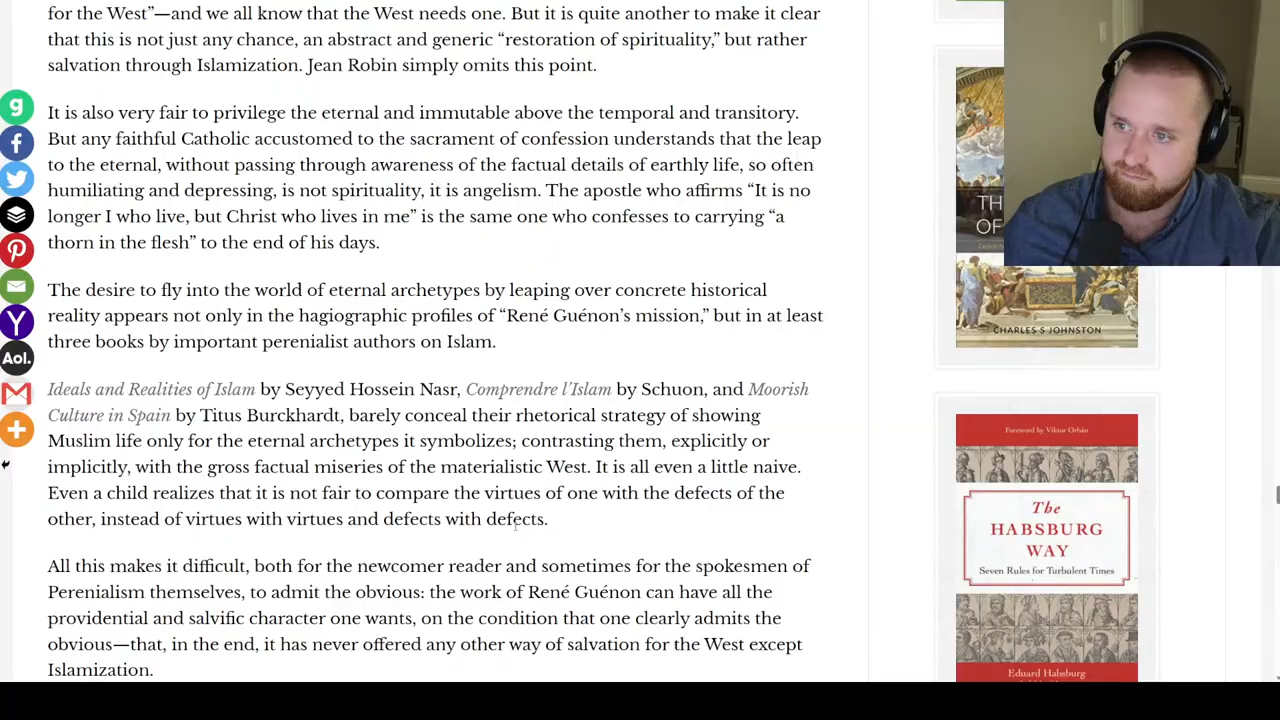 for the West”—and we all know that the West needs one. But it is quite another to make it clear
that this is not just any chance, an abstract and generic “restoration of spirituality,” but rather
salvation through Islamization. Jean Robin simply omits this point.
It is also very fair to privilege the eternal and immutable above the temporal and transitory.
But any faithful Catholic accustomed to the sacrament of confession understands that the leap
to the eternal, without passing through awareness of the factual details of earthly life, so often
humiliating and depressing, is not spirituality, it is angelism. The apostle who affirms “It is no
longer I who live, but Christ who lives in me” is the same one who confesses to carrying “a
thorn in the flesh” to the end of his days.
The desire to fly into the world of eternal archetypes by leaping over concrete historical
reality appears not only in the hagiographic profiles of “René Guénon’s mission,” but in at least
three books by important perenialist authors on Islam.
Ideals and Realities of Islam by Seyyed Hossein Nasr, Comprendre l’Islam by Schuon, and Moorish
Culture in Spain by Titus Burckhardt, barely conceal their rhetorical strategy of showing
Muslim life only for the eternal archetypes it symbolizes; contrasting them, explicitly or
implicitly, with the gross factual miseries of the materialistic West. It is all even a little naive.
Even a child realizes that it is not fair to compare the virtues of one with the defects of the
other, instead of virtues with virtues and defects with defects.
All this makes it difficult, both for the newcomer reader and sometimes for the spokesmen of
Perenialism themselves, to admit the obvious: the work of René Guénon can have all the
providential and salvific character one wants, on the condition that one clearly admits the
obvious—that, in the end, it has never offered any other way of salvation for the West except
Islamization.
Aol.
TH
OF
CHARLES S JOHNSTON
Foreword by Viktor Orbán
The
HABSBURG
WAY
Seven Rules for Turbulent Times
Eduard Habsburg